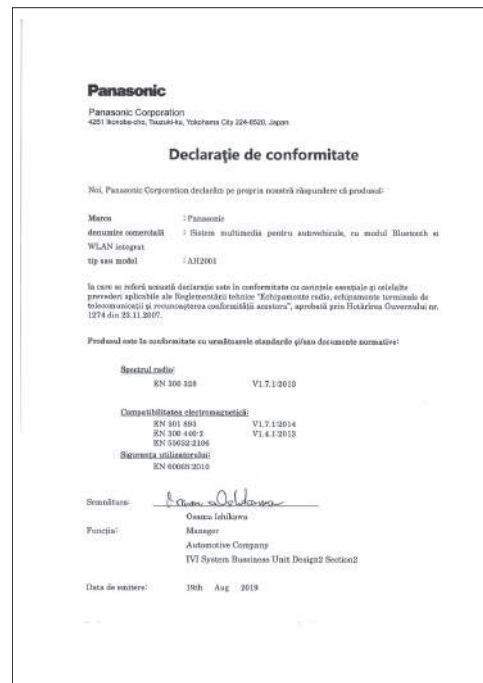 Panasonic
Panasonic Corporation
4261 Ikonobe-cho, Tsuzuki-ku, Yokohama City 224-8520, Japan
Declarație de conformitate
Noi, Panasonic Corporation declarăm pe propria noastră răspundere că produsul:
Marca : Panasonic
denumire comercială : Sistem multimedia pentru autovehicule, cu modul Bluetooth si
WLAN integrat
tip sau model : AH2001
la care se referă această declarație este in conformitate cu cerințele esențiale și celelalte
prevederi aplicabile ale Reglementării tehnice "Echipamente radio, echipamente terminale de
telecomunicații și recunoașterea conformității acestora", aprobată prin Hotărîrea Guvernului nr.
1274 din 23.11.2007.
Produsul este in conformitate cu următoarele standarde și/sau documente normative:
Spectrul radio:
EN 300 328 V1.7.1:2013
Compatibilitatea electromagnetică:
EN 301 893 V1.7.1:2014
EN 300 440-2 V1.4.1:2013
EN 55032:2106
Siguranța utilizatorului:
EN 60065:2010
Semnătura:
Osamu Ishikawa
Funcția: Manager
Automotive Company
IVI System Bussiness Unit Design2 Section2
Data de emitere: 19th Aug 2019